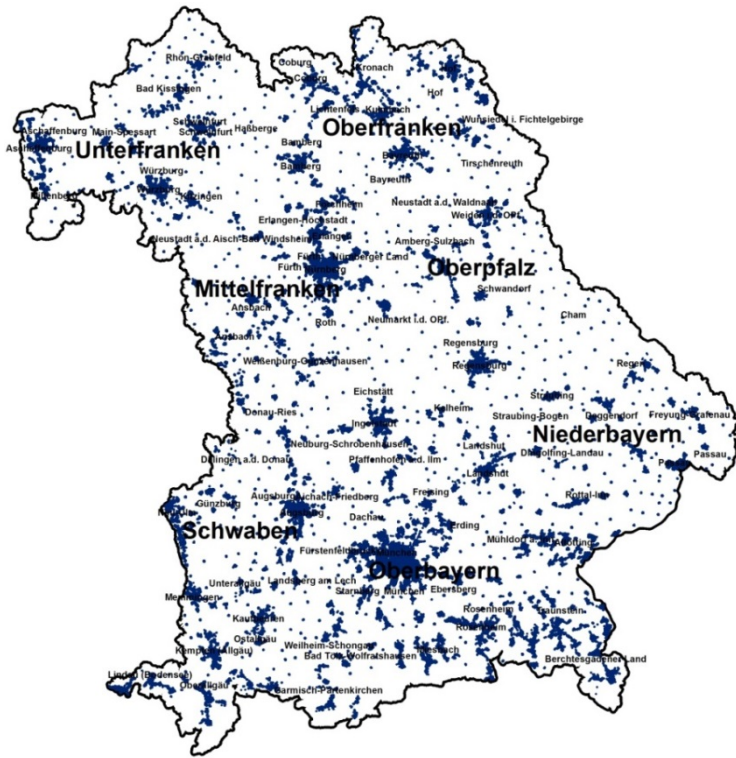 Rhön-Grabfeld
Coburg
Coburg
Kronach
Hof
Bad Kissingen
Lichtenfels
Kulmbach
Wunsiedel i. Fichtelgebirge
Schweinfurt
Schweinfurt
Haßberge
Oberfranken
Aschaffenburg
Aschaffenburg
Main-Spessart
Unterfranken
Bamberg
Bamberg
Bayreuth
Bayreuth
Tirschenreuth
Würzburg
Würzburg
Kitzingen
Miltenberg
Forchheim
Neustadt a.d. Waldnaab
Weiden i.d. OPf.
Erlangen-Höchstadt
Erlangen
Neustadt a.d. Aisch-Bad Windsheim
Amberg-Sulzbach
Fürth
Nürnberger Land
Fürth
Nürnberg
Oberpfalz
Mittelfranken
Schwandorf
Ansbach
Ansbach
Roth
Neumarkt i.d. OPf.
Cham
Regensburg
Regensburg
Weißenburg-Gunzenhausen
Regen
Eichstätt
Straubing
Donau-Ries
Kelheim
Straubing-Bogen
Deggendorf
Freyung-Grafenau
Ingolstadt
Niederbayern
Neuburg-Schrobenhausen
Landshut
Dingolfing-Landau
Passau
Passau
Dillingen a.d. Donau
Pfaffenhofen a.d. Ilm
Landshut
Günzburg
Augsburg
Aichach-Friedberg
Freising
Rottal-Inn
Neu-Ulm
Augsburg
Dachau
Erding
Schwaben
Mühldorf a. Inn
Altötting
Fürstenfeldbruck
München
Oberbayern
Unterallgäu
Landsberg am Lech
Starnberg
München
Ebersberg
Memmingen
Kaufbeuren
Rosenheim
Rosenheim
Traunstein
Ostallgäu
Kempten (Allgäu)
Weilheim-Schongau
Bad Tölz-Wolfratshausen
Miesbach
Berchtesgadener Land
Lindau (Bodensee)
Oberallgäu
Garmisch-Partenkirchen